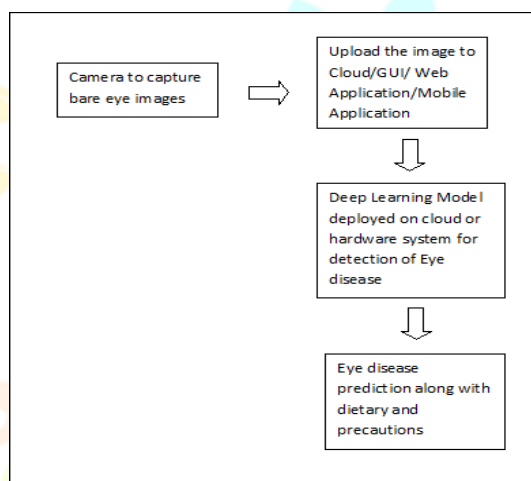 Camera to capture
bare eye images
Upload the image to
Cloud/GUI/ Web
Application/Mobile
Application
Deep Learning Model
deployed on cloud or
hardware system for
detection of Eye
disease
Eye disease
prediction along with
dietary and
precautions